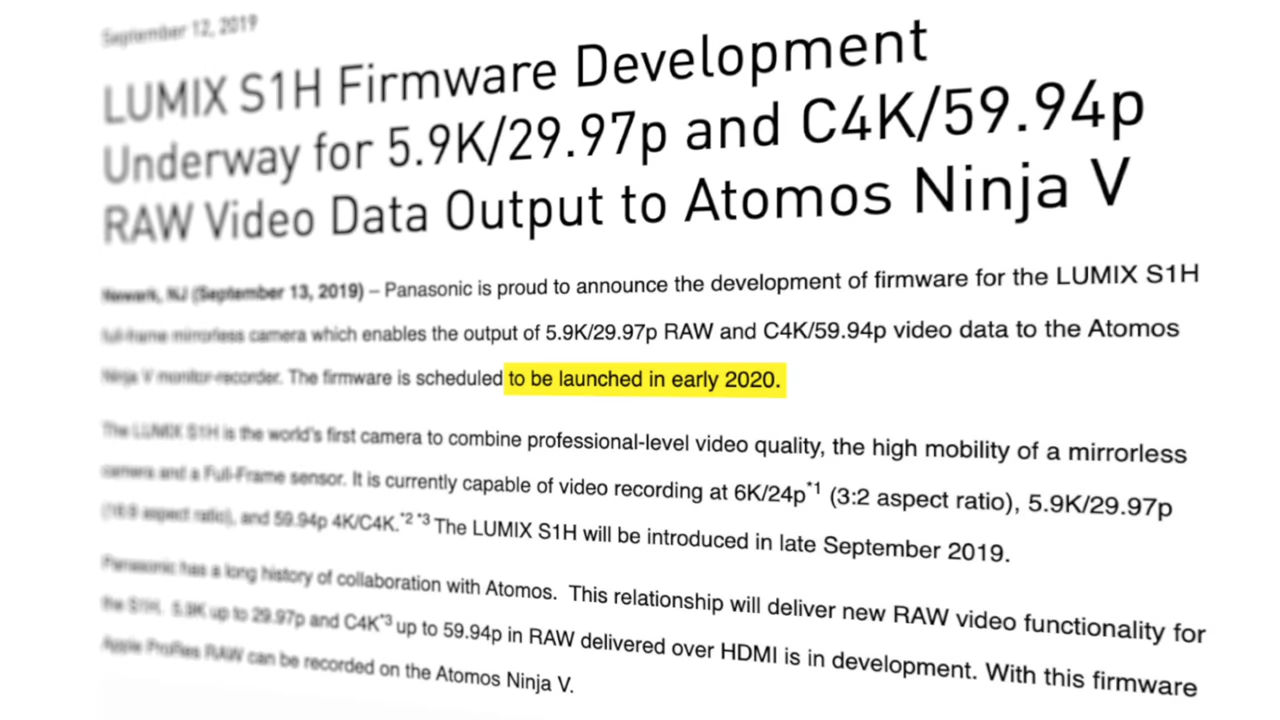 September 12, 2019
LUMIX S1H Firmware Development
Underway for 5.9K/29.97p and C4K/59.94p
RAW Video Data Output to Atomos Ninja V
Newark, NJ (September 13, 2019) – Panasonic is proud to announce the development of firmware for the LUMIX S1H
full-frame mirrorless camera which enables the output of 5.9K/29.97p RAW and C4K/59.94p video data to the Atomos
Ninja V monitor-recorder. The firmware is scheduled to be launched in early 2020.
The LUMIX S1H is the world's first camera to combine professional-level video quality, the high mobility of a mirrorless
camera and a Full-Frame sensor. It is currently capable of video recording at 6K/24p*1 (3:2 aspect ratio), 5.9K/29.97p
(16:9 aspect ratio), and 59.94p 4K/C4K.*2 *3 The LUMIX S1H will be introduced in late September 2019.
Panasonic has a long history of collaboration with Atomos. This relationship will deliver new RAW video functionality for
the S1H. 5.9K up to 29.97p and C4K*3 up to 59.94p in RAW delivered over HDMI is in development. With this firmware
Apple ProRes RAW can be recorded on the Atomos Ninja V.